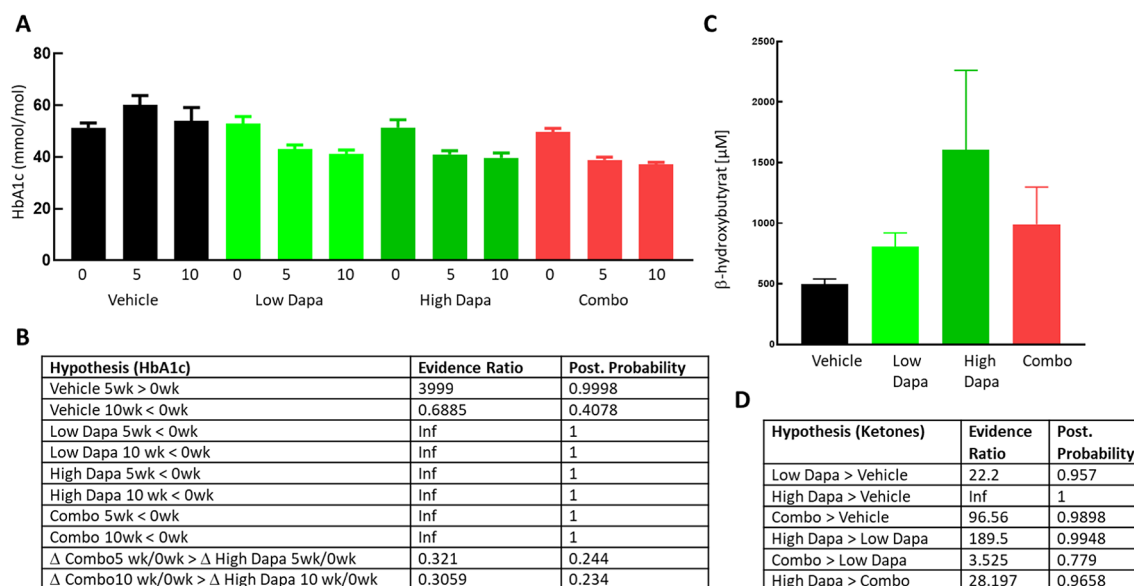 A
HbA1c (mmol/mol)
80
60
40
20
0
0 5 10 0 5 10 0 5 10 0 5 10
Vehicle Low Dapa High Dapa Combo
B
Hypothesis (HbA1c) Evidence Ratio Post. Probability
Vehicle 5wk > 0wk 3999 0.9998
Vehicle 10wk < 0wk 0.6885 0.4078
Low Dapa 5wk < 0wk Inf 1
Low Dapa 10 wk < 0wk Inf 1
High Dapa 5wk < 0wk Inf 1
High Dapa 10 wk < 0wk Inf 1
Combo 5wk < 0wk Inf 1
Combo 10wk < 0wk Inf 1
Δ Combo5 wk/0wk > Δ High Dapa 5wk/0wk 0.321 0.244
Δ Combo10 wk/0wk > Δ High Dapa 10 wk/0wk 0.3059 0.234
C
β-hydroxybutyrat [µM]
2500
2000
1500
1000
500
0
Vehicle Low High Combo
Dapa Dapa
D
Hypothesis (Ketones) Evidence Post.
Ratio Probability
Low Dapa > Vehicle 22.2 0.957
High Dapa > Vehicle Inf 1
Combo > Vehicle 96.56 0.9898
High Dapa > Low Dapa 189.5 0.9948
Combo > Low Dapa 3.525 0.779
High Dapa > Combo 28.197 0.9658